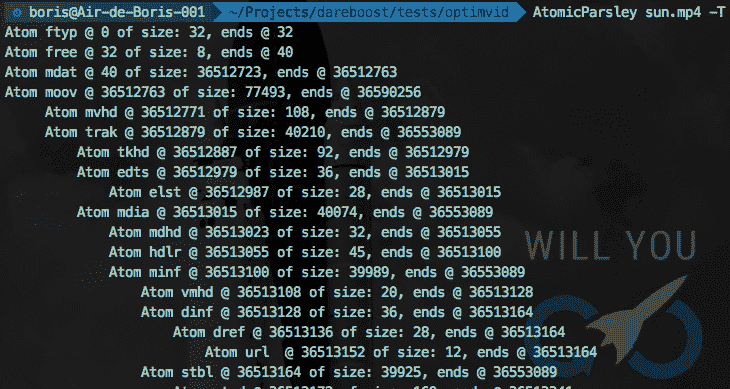 boris@Air-de-Boris-001 ~/Projects/dareboost/tests/optimvid AtomicParsley sun.mp4 -T
Atom ftyp @ 0 of size: 32, ends @ 32
Atom free @ 32 of size: 8, ends @ 40
Atom mdat @ 40 of size: 36512723, ends @ 36512763
Atom moov @ 36512763 of size: 77493, ends @ 36590256
Atom mvhd @ 36512771 of size: 108, ends @ 36512879
Atom trak @ 36512879 of size: 40210, ends @ 36553089
Atom tkhd @ 36512887 of size: 92, ends @ 36512979
Atom edts @ 36512979 of size: 36, ends @ 36513015
Atom elst @ 36512987 of size: 28, ends @ 36513015
Atom mdia @ 36513015 of size: 40074, ends @ 36553089
Atom mdhd @ 36513023 of size: 32, ends @ 36513055
Atom hdlr @ 36513055 of size: 45, ends @ 36513100
Atom minf @ 36513100 of size: 39989, ends @ 36553089
Atom vmhd @ 36513108 of size: 20, ends @ 36513128
Atom dinf @ 36513128 of size: 36, ends @ 36513164
Atom dref @ 36513136 of size: 28, ends @ 36513164
Atom url  @ 36513152 of size: 12, ends @ 36513164
Atom stbl @ 36513164 of size: 39925, ends @ 36553089
WILL YOU
GO